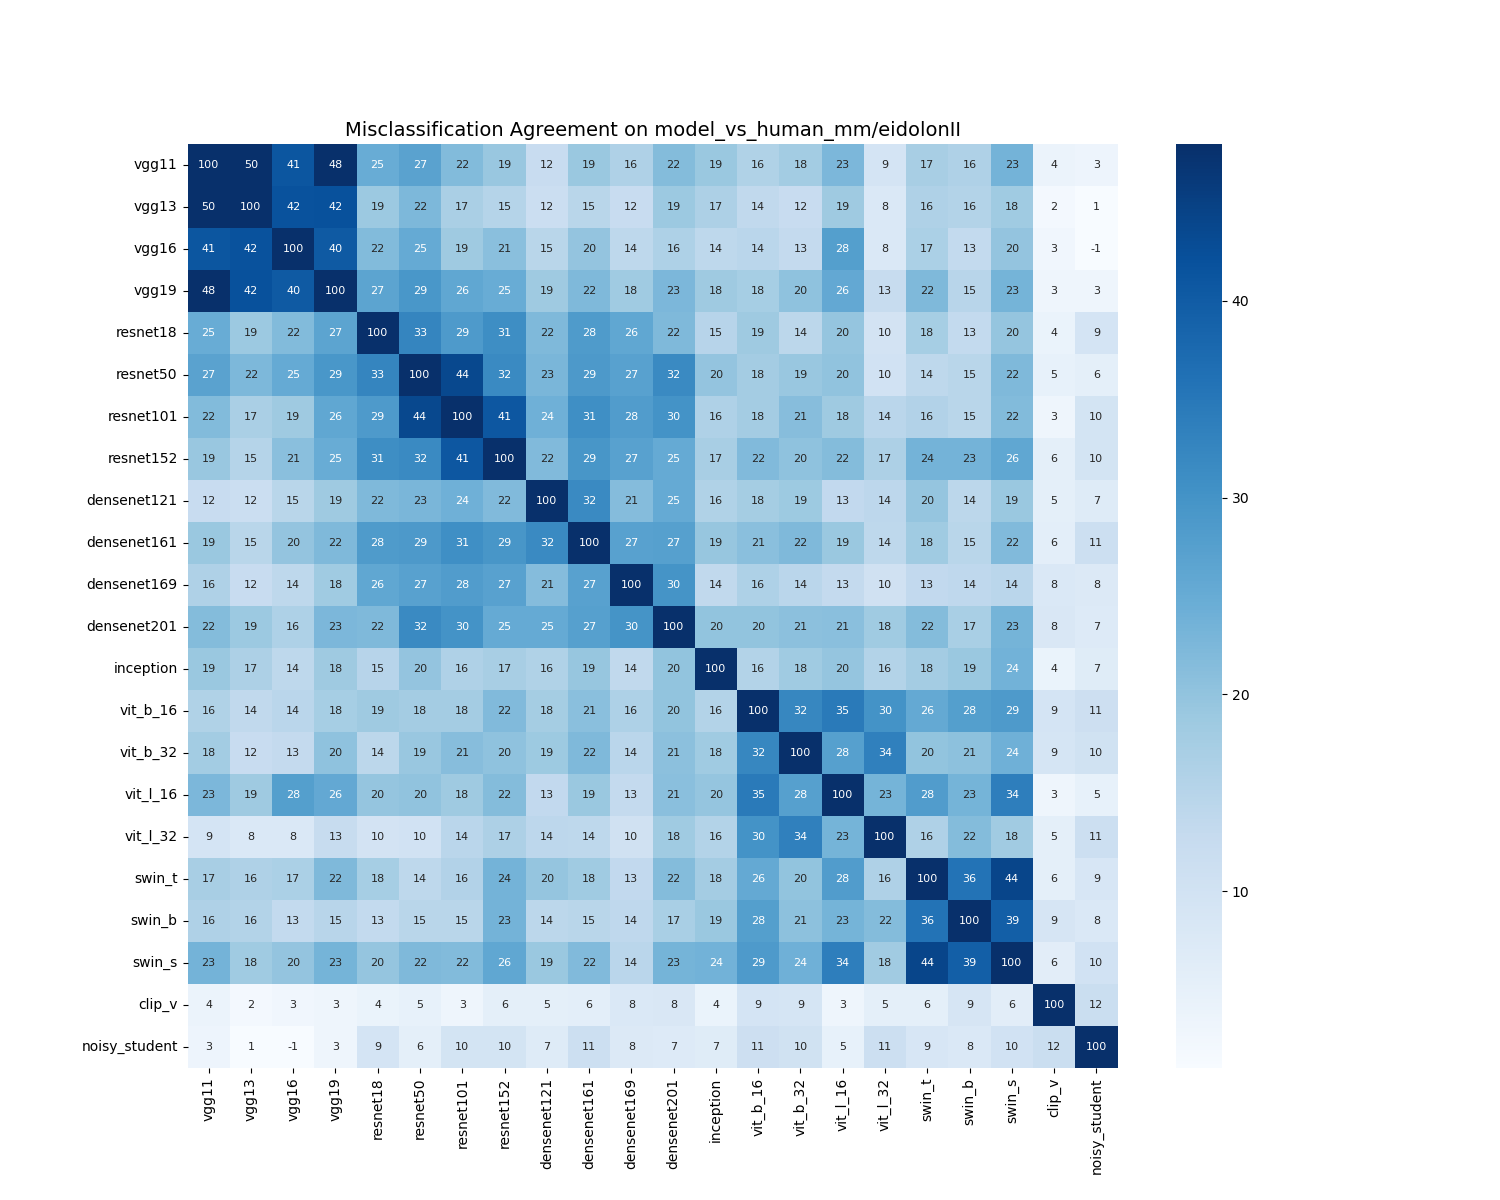 Misclassification Agreement on model_vs_human_mm/eidolonII
vgg11 100 50 41 48 25 27 22 19 12 19 16 22 19 16 18 23 9 17 16 23 4 3
vgg13 50 100 42 42 19 22 17 15 12 15 12 19 17 14 12 19 8 16 16 18 2 1
vgg16 41 42 100 40 22 25 19 21 15 20 14 16 14 14 13 28 8 17 13 20 3 -1
vgg19 48 42 40 100 27 29 26 25 19 22 18 23 18 18 20 26 13 22 15 23 3 3
resnet18 25 19 22 27 100 33 29 31 22 28 26 22 15 19 14 20 10 18 13 20 4 9
resnet50 27 22 25 29 33 100 44 32 23 29 27 32 20 18 19 20 10 14 15 22 5 6
resnet101 22 17 19 26 29 44 100 41 24 31 28 30 16 18 21 18 14 16 15 22 3 10
resnet152 19 15 21 25 31 32 41 100 22 29 27 25 17 22 20 22 17 24 23 26 6 10
densenet121 12 12 15 19 22 23 24 22 100 32 21 25 16 18 19 13 14 20 14 19 5 7
densenet161 19 15 20 22 28 29 31 29 32 100 27 27 19 21 22 19 14 18 15 22 6 11
densenet169 16 12 14 18 26 27 28 27 21 27 100 30 14 16 14 13 10 13 14 14 8 8
densenet201 22 19 16 23 22 32 30 25 25 27 30 100 20 20 21 21 18 22 17 23 8 7
inception 19 17 14 18 15 20 16 17 16 19 14 20 100 16 18 20 16 18 19 24 4 7
vit_b_16 16 14 14 18 19 18 18 22 18 21 16 20 16 100 32 35 30 26 28 29 9 11
vit_b_32 18 12 13 20 14 19 21 20 19 22 14 21 18 32 100 28 34 20 21 24 9 10
vit_l_16 23 19 28 26 20 20 18 22 13 19 13 21 20 35 28 100 23 28 23 34 3 5
vit_l_32 9 8 8 13 10 10 14 17 14 14 10 18 16 30 34 23 100 16 22 18 5 11
swin_t 17 16 17 22 18 14 16 24 20 18 13 22 18 26 20 28 16 100 36 44 6 9
swin_b 16 16 13 15 13 15 15 23 14 15 14 17 19 28 21 23 22 36 100 39 9 8
swin_s 23 18 20 23 20 22 22 26 19 22 14 23 24 29 24 34 18 44 39 100 6 10
clip_v 4 2 3 3 4 5 3 6 5 6 8 8 4 9 9 3 5 6 9 6 100 12
noisy_student 3 1 -1 3 9 6 10 10 7 11 8 7 7 11 10 5 11 9 8 10 12 100
vgg11 vgg13 vgg16 vgg19 resnet18 resnet50 resnet101 resnet152 densenet121 densenet161 densenet169 densenet201 inception vit_b_16 vit_b_32 vit_l_16 vit_l_32 swin_t swin_b swin_s clip_v noisy_student
40
30
20
10